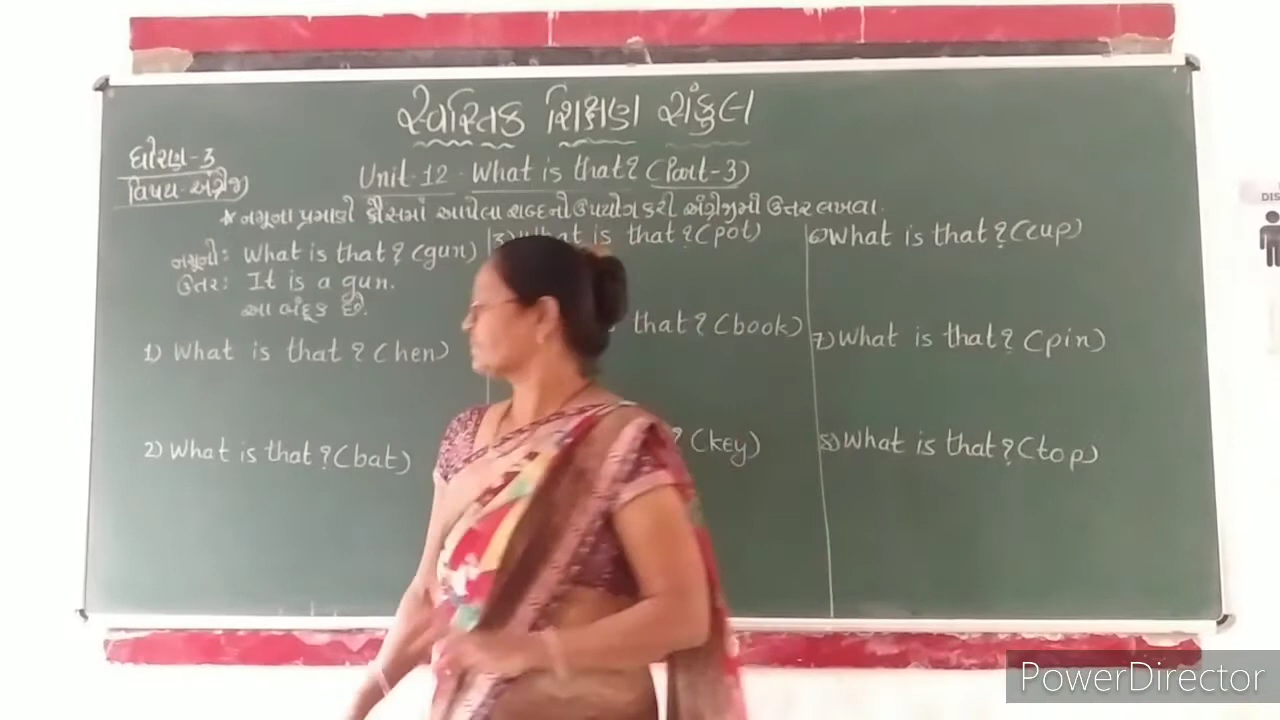 સ્વસ્તિક શિક્ષણ સંકુલ
ધોરણ-3
વિષય-અંગ્રેજી
Unit-12. What is that? (Part-3)
* નમૂના પ્રમાણે કૌંસમાં આપેલા શબ્દનો ઉપયોગ કરી અંગ્રેજીમાં ઉત્તર લખવા.
નમૂનો: What is that? (gun)
ઉત્તર: It is a gun.
આ બંદૂક છે.
1) What is that? (hen)
2) What is that? (bat)
3) What is that? (pot)
that? (book)
? (key)
૬) What is that? (cup)
7) What is that? (pin)
8) What is that? (top)
DIS
PowerDirector